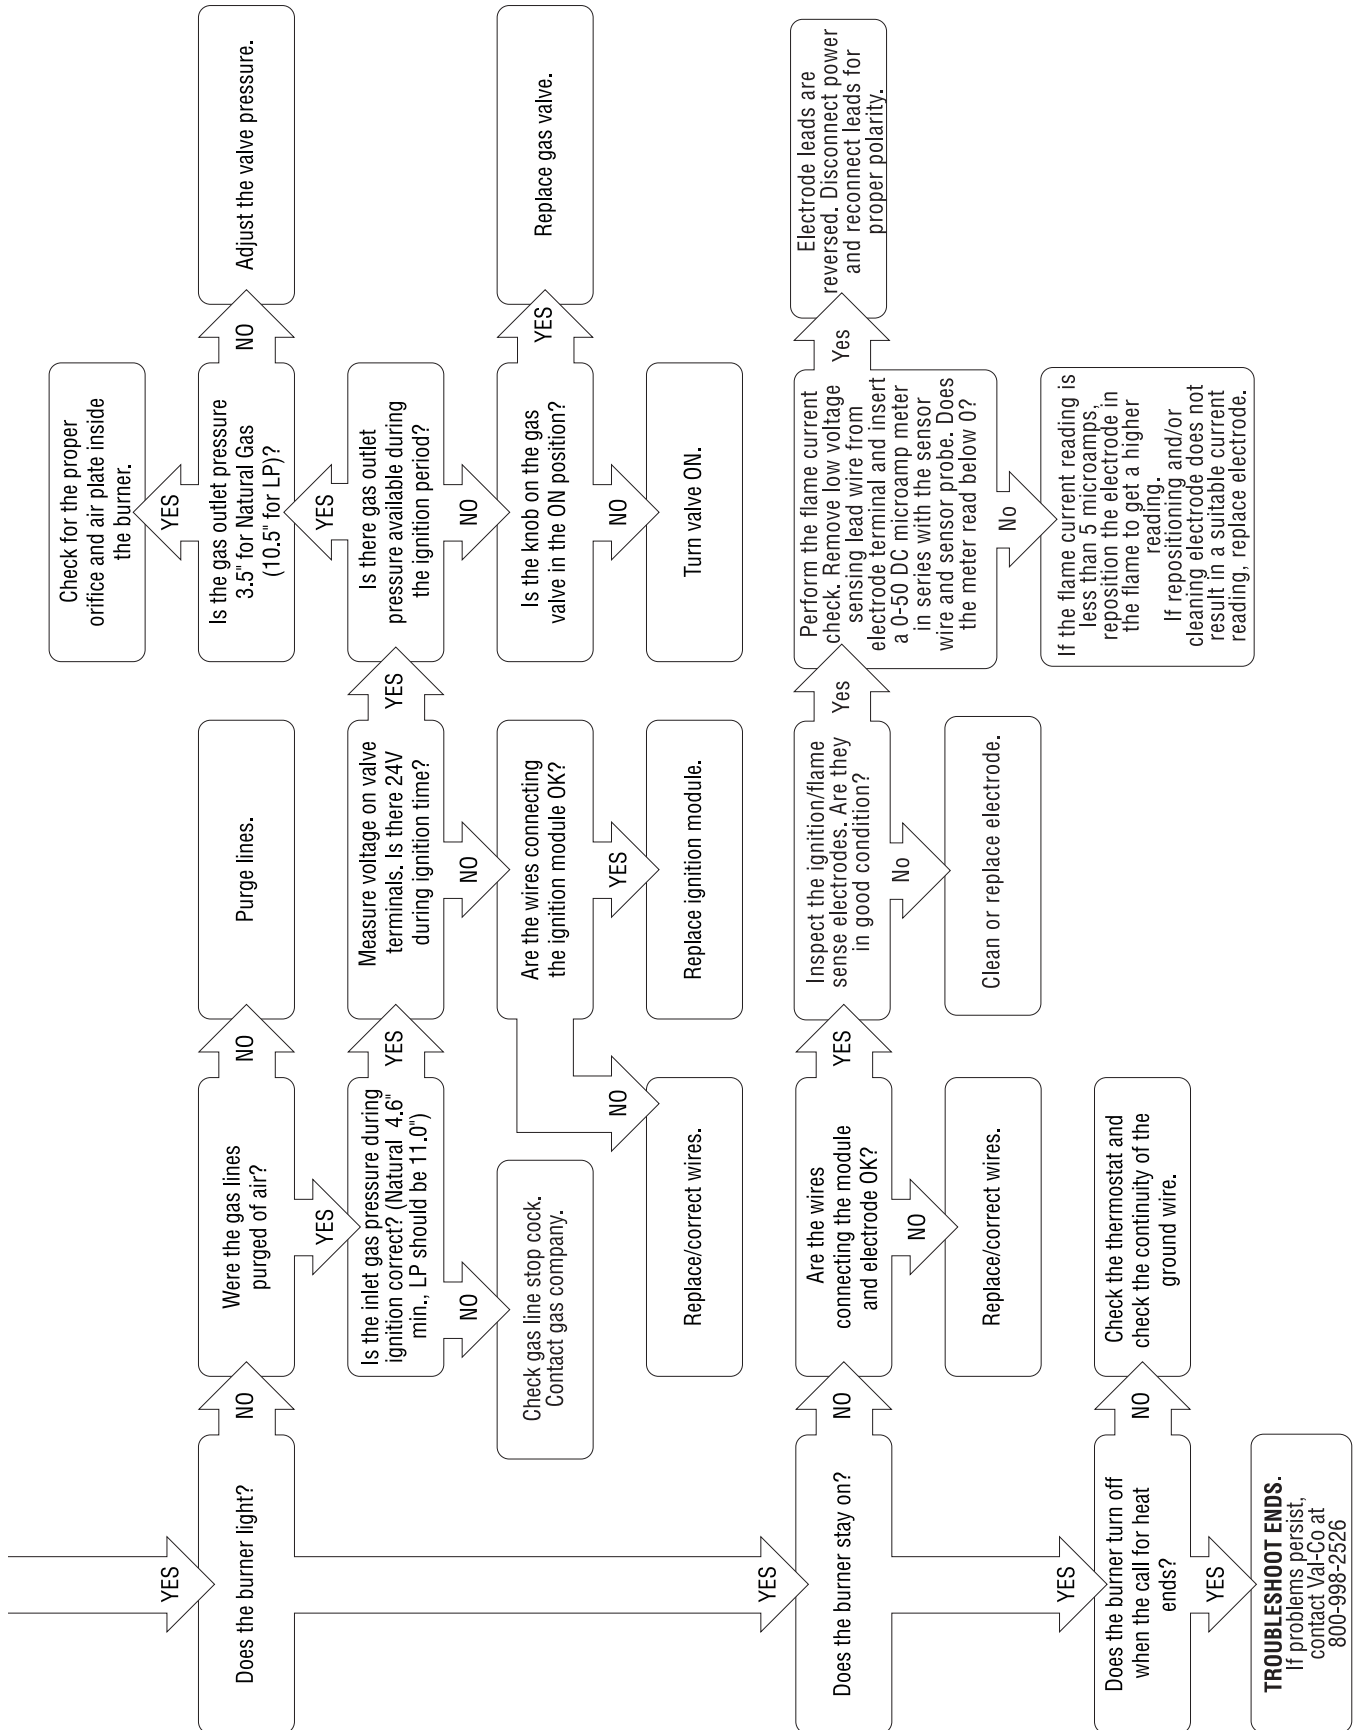 YES
Does the burner light?
NO
Were the gas lines
purged of air?
NO
Purge lines.
YES
Is the inlet gas pressure during
ignition correct? (Natural 4.6"
min., LP should be 11.0")
NO
Check gas line stop cock.
Contact gas company.
YES
Measure voltage on valve
terminals. Is there 24V
during ignition time?
NO
Are the wires connecting
the ignition module OK?
NO
Replace/correct wires.
YES
Replace ignition module.
YES
Is there gas outlet
pressure available during
the ignition period?
YES
Is the gas outlet pressure
3.5" for Natural Gas
(10.5" for LP)?
YES
Check for the proper
orifice and air plate inside
the burner.
NO
Adjust the valve pressure.
NO
Is the knob on the gas
valve in the ON position?
YES
Replace gas valve.
NO
Turn valve ON.
YES
Does the burner stay on?
NO
Are the wires
connecting the module
and electrode OK?
NO
Replace/correct wires.
YES
Inspect the ignition/flame
sense electrodes. Are they
in good condition?
No
Clean or replace electrode.
Yes
Perform the flame current
check. Remove low voltage
sensing lead wire from
electrode terminal and insert
a 0-50 DC microamp meter
in series with the sensor
wire and sensor probe. Does
the meter read below 0?
Yes
Electrode leads are
reversed. Disconnect power
and reconnect leads for
proper polarity.
No
If the flame current reading is
less than 5 microamps,
reposition the electrode in
the flame to get a higher
reading.
If repositioning and/or
cleaning electrode does not
result in a suitable current
reading, replace electrode.
YES
Does the burner turn off
when the call for heat
ends?
NO
Check the thermostat and
check the continuity of the
ground wire.
YES
TROUBLESHOOT ENDS.
If problems persist,
contact Val-Co at
800-998-2526